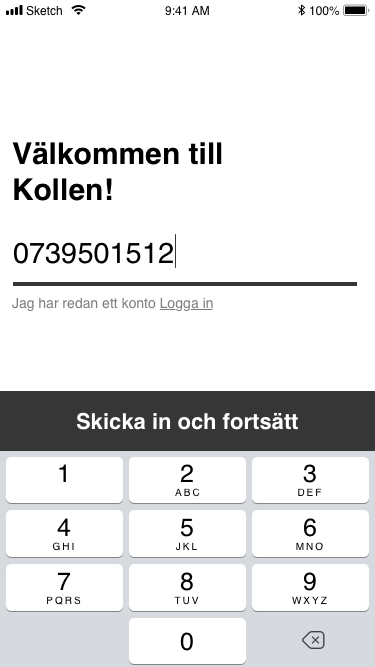 Sketch 9:41 AM 100%
Välkommen till
Kollen!
0739501512
Jag har redan ett konto Logga in
Skicka in och fortsätt
1 2 3
ABC DEF
4 5 6
GHI JKL MNO
7 8 9
PQRS TUV WXYZ
0